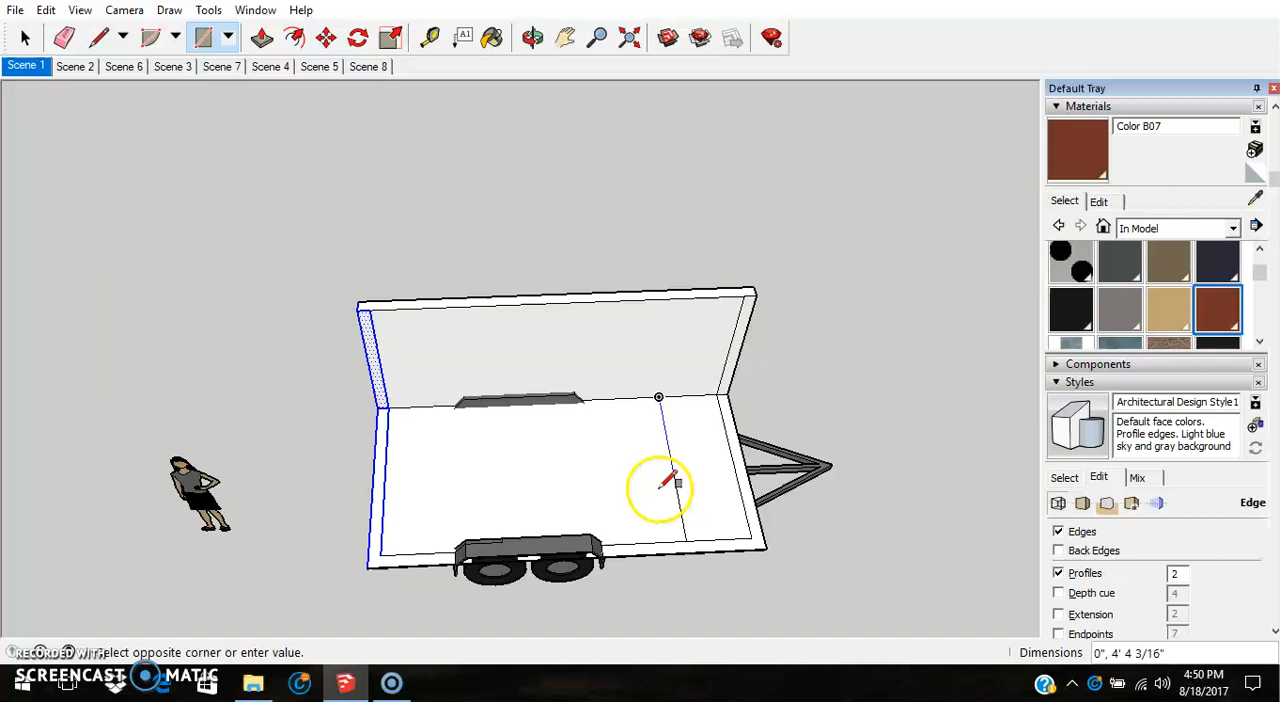 File Edit View Camera Draw Tools Window Help
A1
Scene 1 Scene 2 Scene 6 Scene 3 Scene 7 Scene 4 Scene 5 Scene 8
Default Tray
Materials
Color B07
Select Edit
In Model
Components
Styles
Architectural Design Style1
Default face colors.
Profile edges. Light blue
sky and gray background
Select Edit Mix
Edge
Edges
Back Edges
Profiles 2
Depth cue 4
Extension 2
Endpoints 7
select opposite corner or enter value.
Dimensions 0", 4' 4 3/16"
RECORDED WITH
SCREENCAST MATIC
4:50 PM
8/18/2017